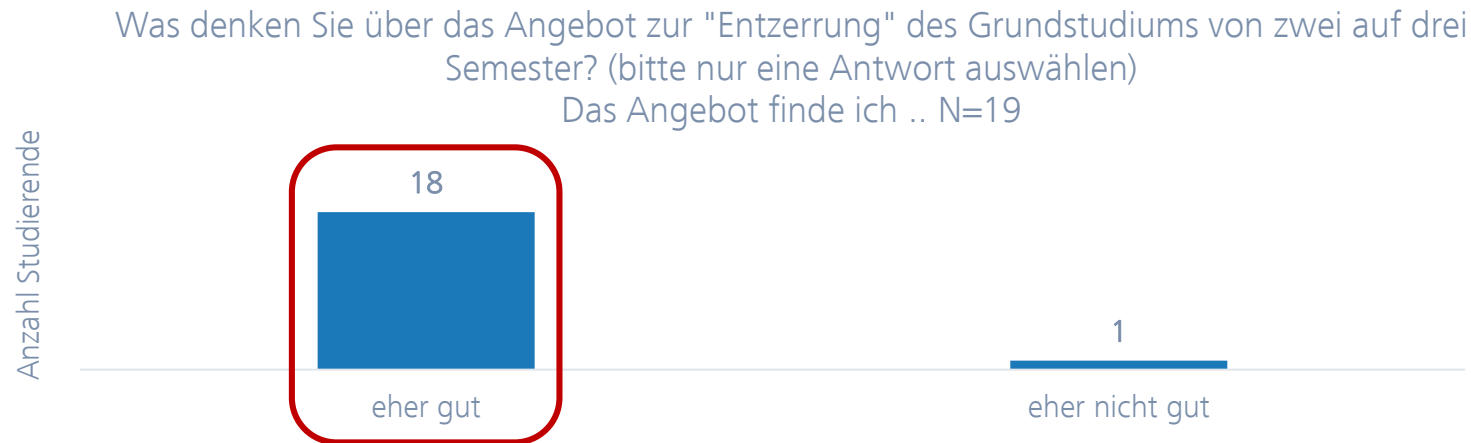 Was denken Sie über das Angebot zur "Entzerrung" des Grundstudiums von zwei auf drei
Semester? (bitte nur eine Antwort auswählen)
Das Angebot finde ich .. N=19
Anzahl Studierende
18
1
eher gut
eher nicht gut